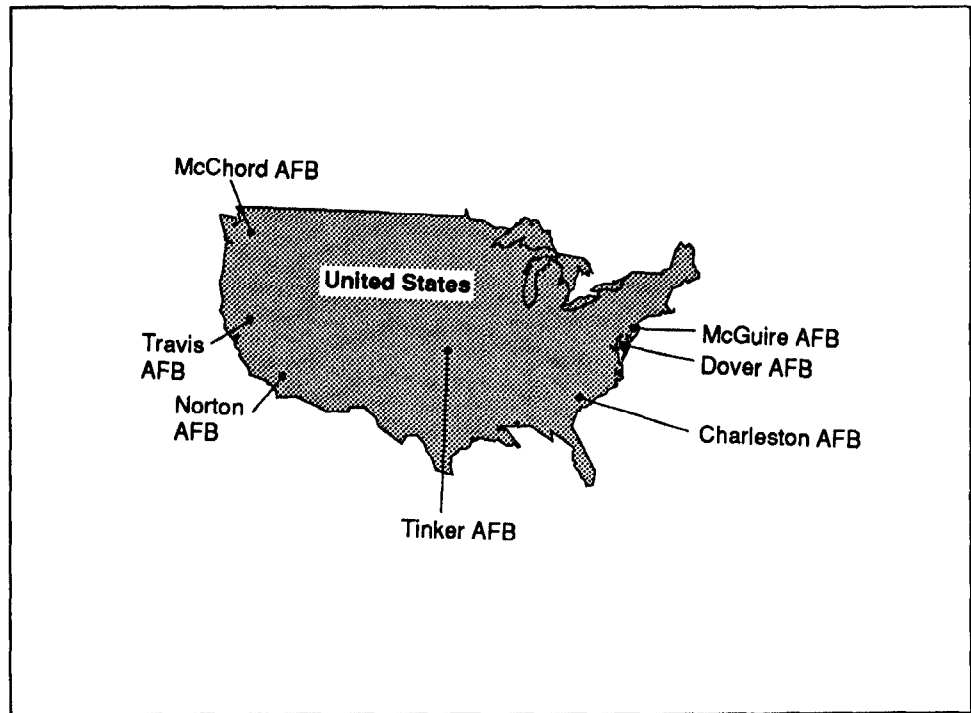 McChord AFB
United States
McGuire AFB
Travis
AFB
Dover AFB
Norton
AFB
Charleston AFB
Tinker AFB